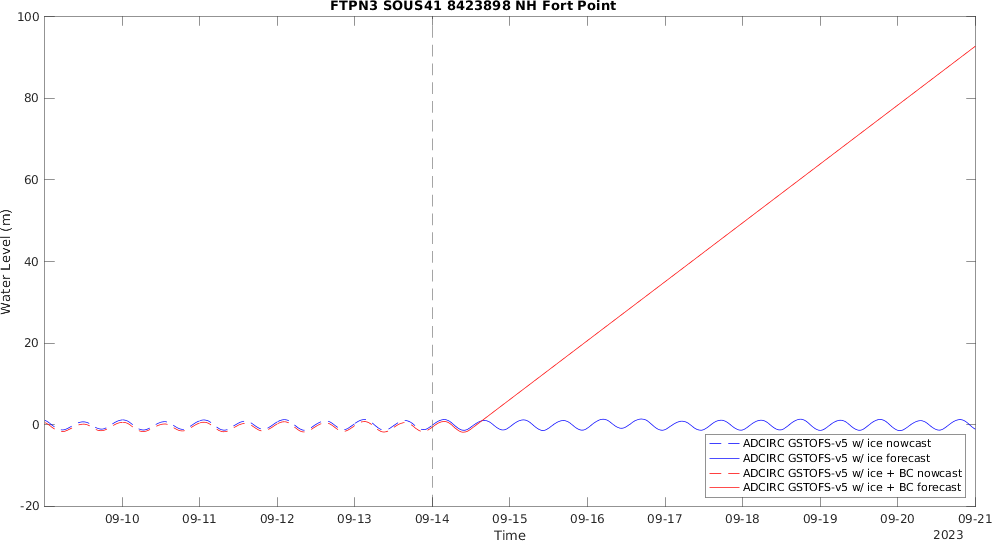 FTPN3 SOUS41 8423898 NH Fort Point
100
80
60
40
20
0
-20
Water Level (m)
ADCIRC GSTOFS-v5 w/ ice nowcast
ADCIRC GSTOFS-v5 w/ ice forecast
ADCIRC GSTOFS-v5 w/ ice + BC nowcast
ADCIRC GSTOFS-v5 w/ ice + BC forecast
09-10 09-11 09-12 09-13 09-14 09-15 09-16 09-17 09-18 09-19 09-20 09-21
Time
2023